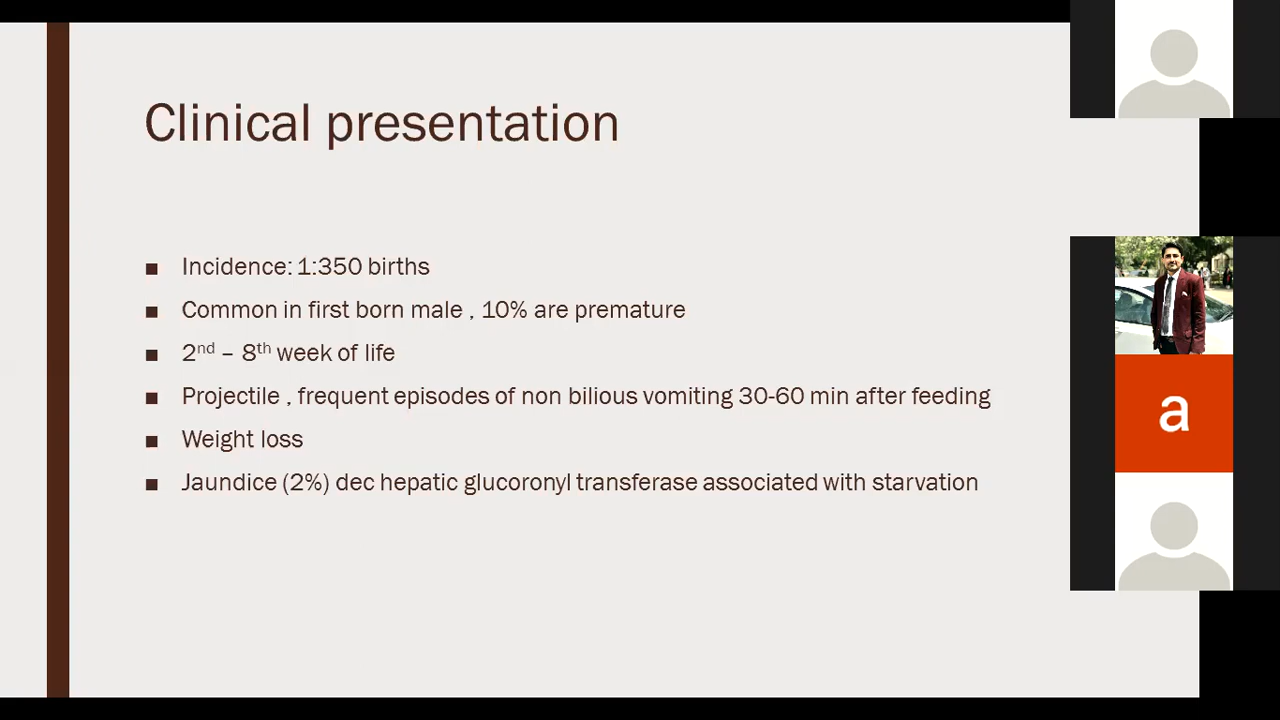 Clinical presentation
■ Incidence: 1:350 births
■ Common in first born male , 10% are premature
■ 2nd – 8th week of life
■ Projectile , frequent episodes of non bilious vomiting 30-60 min after feeding
■ Weight loss
■ Jaundice (2%) dec hepatic glucoronyl transferase associated with starvation
a